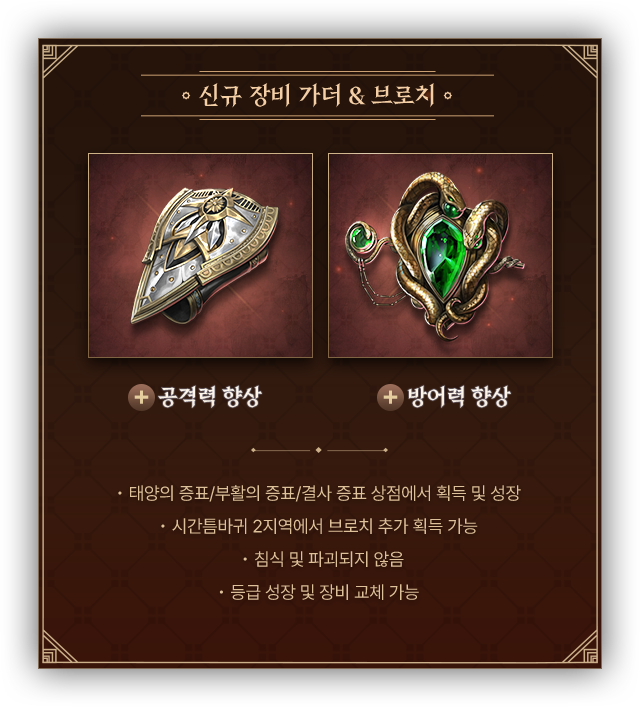 신규 장비 가더 & 브로치
공격력 향상
방어력 향상
· 태양의 증표/부활의 증표/결사 증표 상점에서 획득 및 성장
· 시간틈바귀 2지역에서 브로치 추가 획득 가능
· 침식 및 파괴되지 않음
· 등급 성장 및 장비 교체 가능